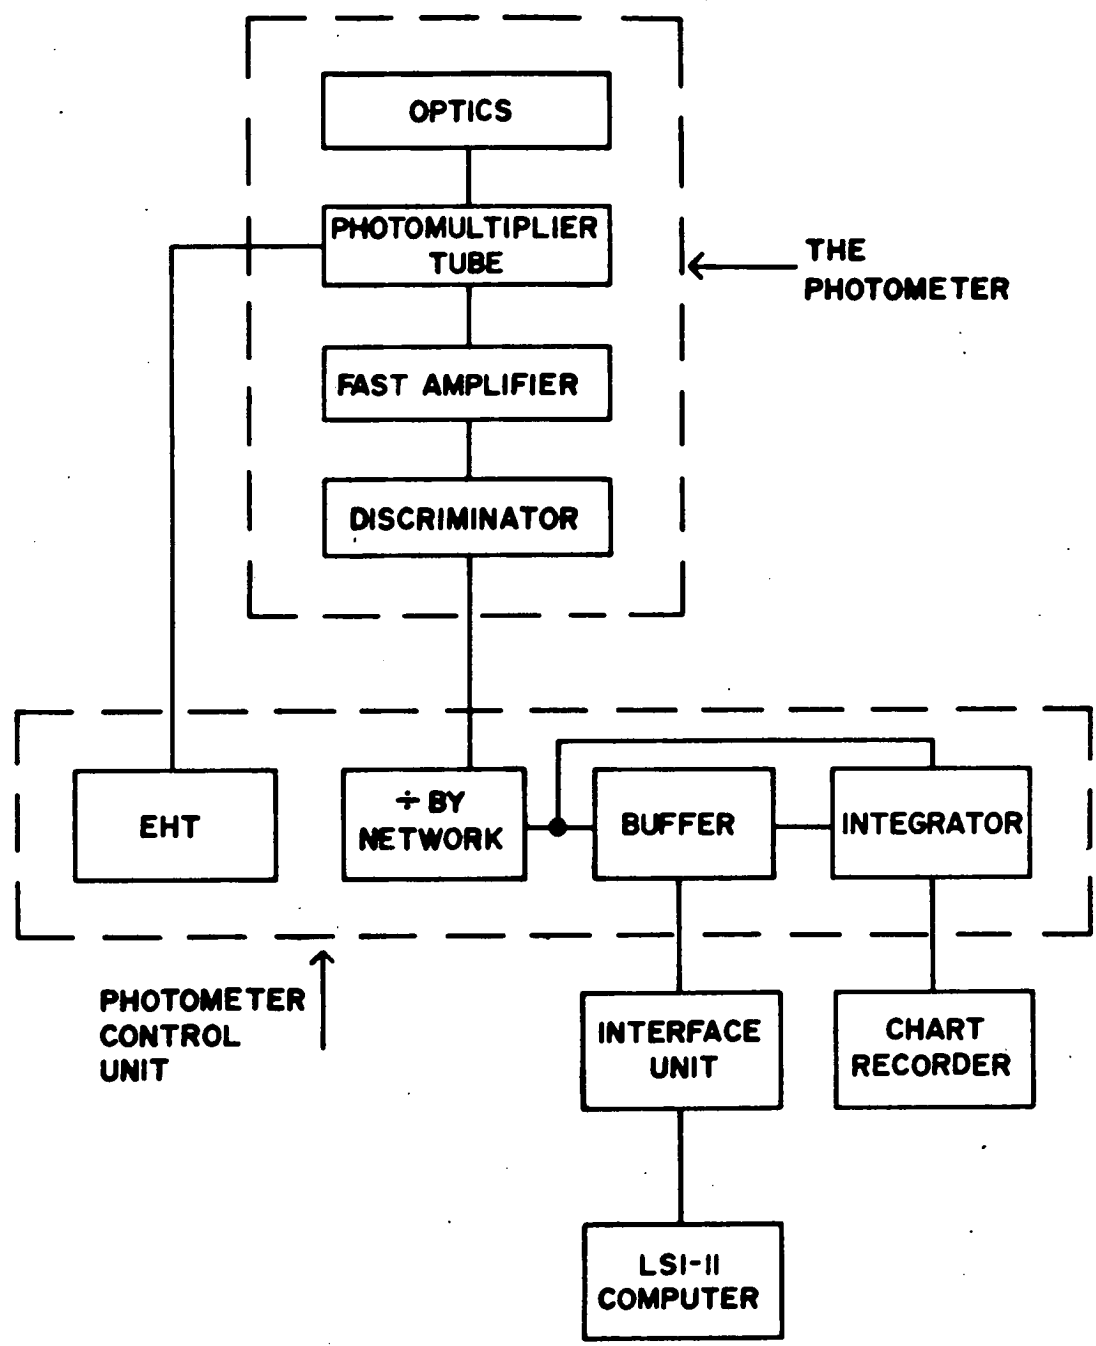 OPTICS
PHOTOMULTIPLIER
TUBE
THE
PHOTOMETER
FAST AMPLIFIER
DISCRIMINATOR
EHT
÷ BY
NETWORK
BUFFER
INTEGRATOR
PHOTOMETER
CONTROL
UNIT
INTERFACE
UNIT
CHART
RECORDER
LSI-11
COMPUTER